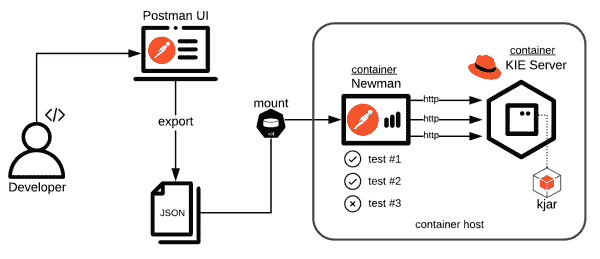 Postman UI
</>
Developer
export
JSON
mount
vol
container
Newman
http
http
http
test #1
test #2
test #3
container
KIE Server
kjar
container host